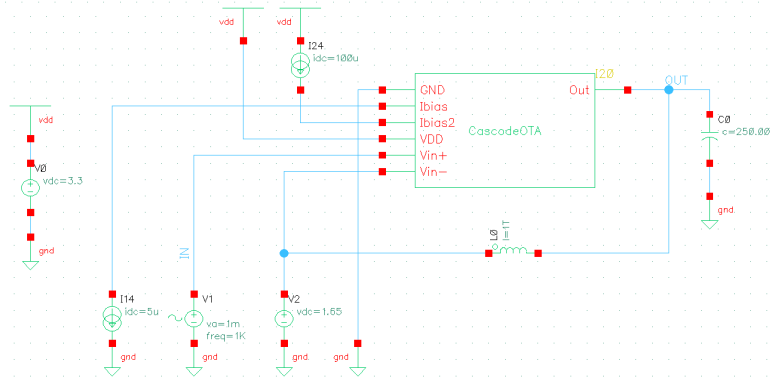 vdd
vdd
I24
idc=100u
I20
GND
Out
OUT
Ibias
Ibias2
CascodeOTA
C0
c=250.00
VDD
Vin+
Vin-
vdd
V0
vdc=3.3
gnd
gnd
L0
l=1T
IN
I14
idc=5u
V1
va=1m
freq=1K
V2
vdc=1.65
gnd
gnd
gnd
gnd